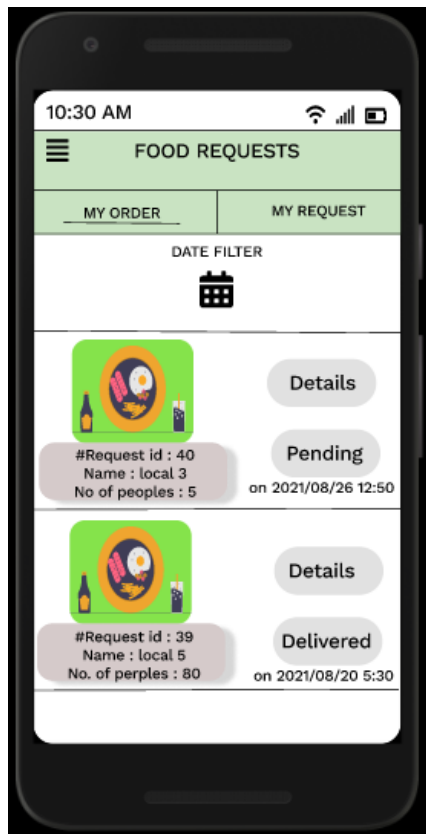 10:30 AM
FOOD REQUESTS
MY ORDER
MY REQUEST
DATE FILTER
#Request id : 40
Name : local 3
No of peoples : 5
Details
Pending
on 2021/08/26 12:50
#Request id : 39
Name : local 5
No. of perples : 80
Details
Delivered
on 2021/08/20 5:30